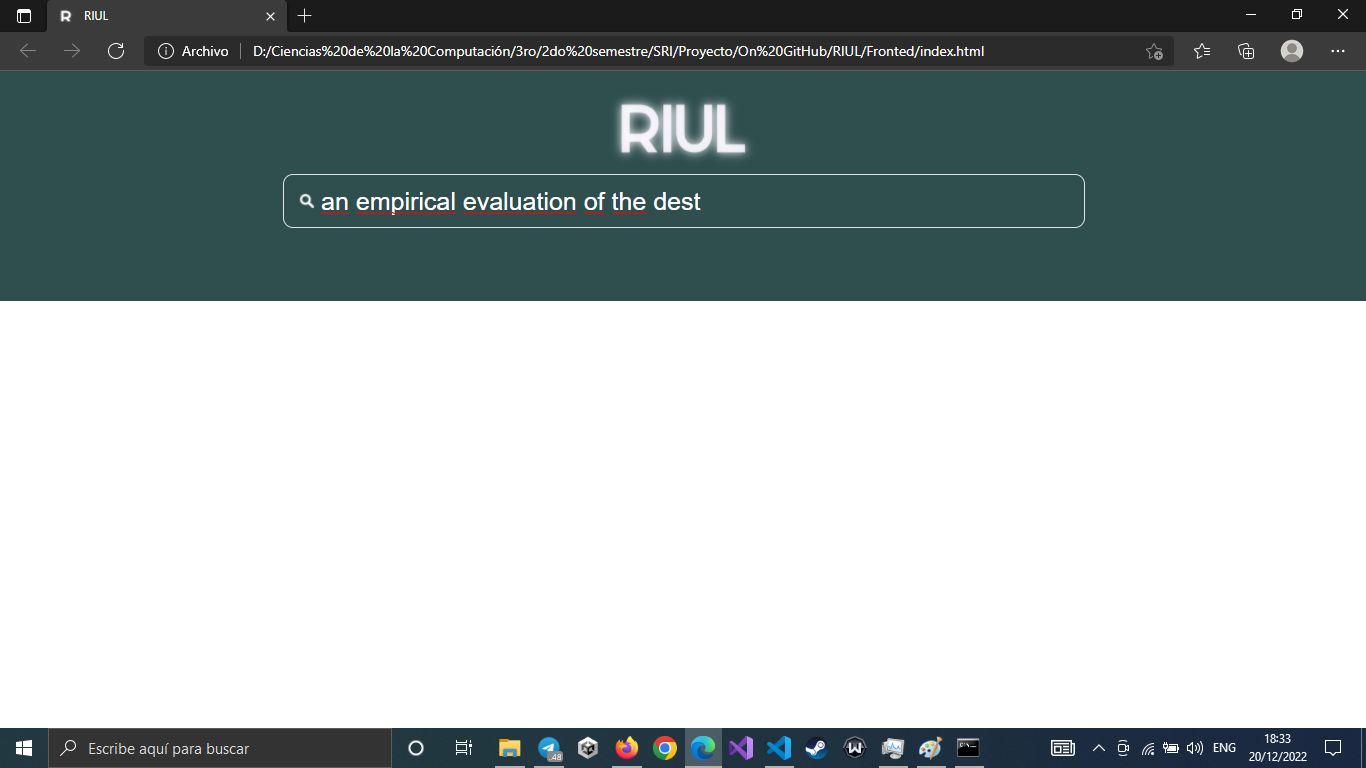 RIUL
Archivo
D:/Ciencias%20de%20la%20Computación/3ro/2do%20semestre/SRI/Proyecto/On%20GitHub/RIUL/Fronted/index.html
RIUL
an empirical evaluation of the dest
Escribe aquí para buscar
48
ENG
18:33
20/12/2022